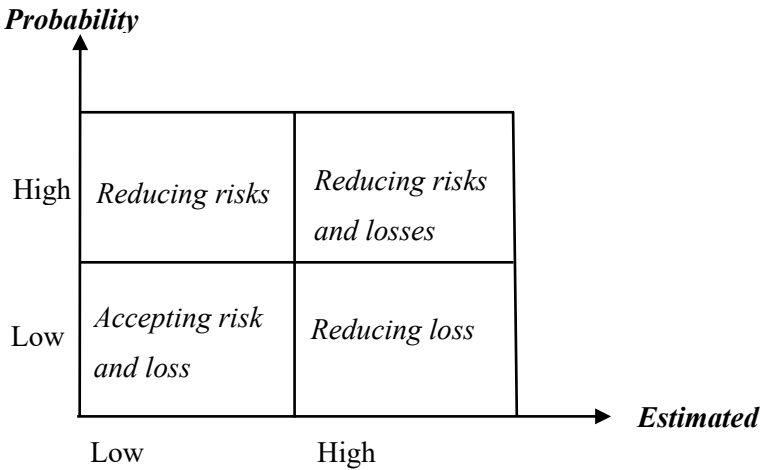 Probability
High
Reducing risks
Reducing risks
and losses
Low
Accepting risk
and loss
Reducing loss
Estimated
Low
High